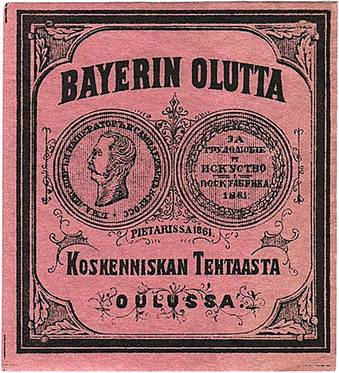 BAYERIN OLUTTA
ЗА
ТРУДОЛЮБІЕ
И
ИСКУСТВО
1861
PIETARISSA 1861.
KOSKENNISKAN TEHTAASTA
OULUSSA.